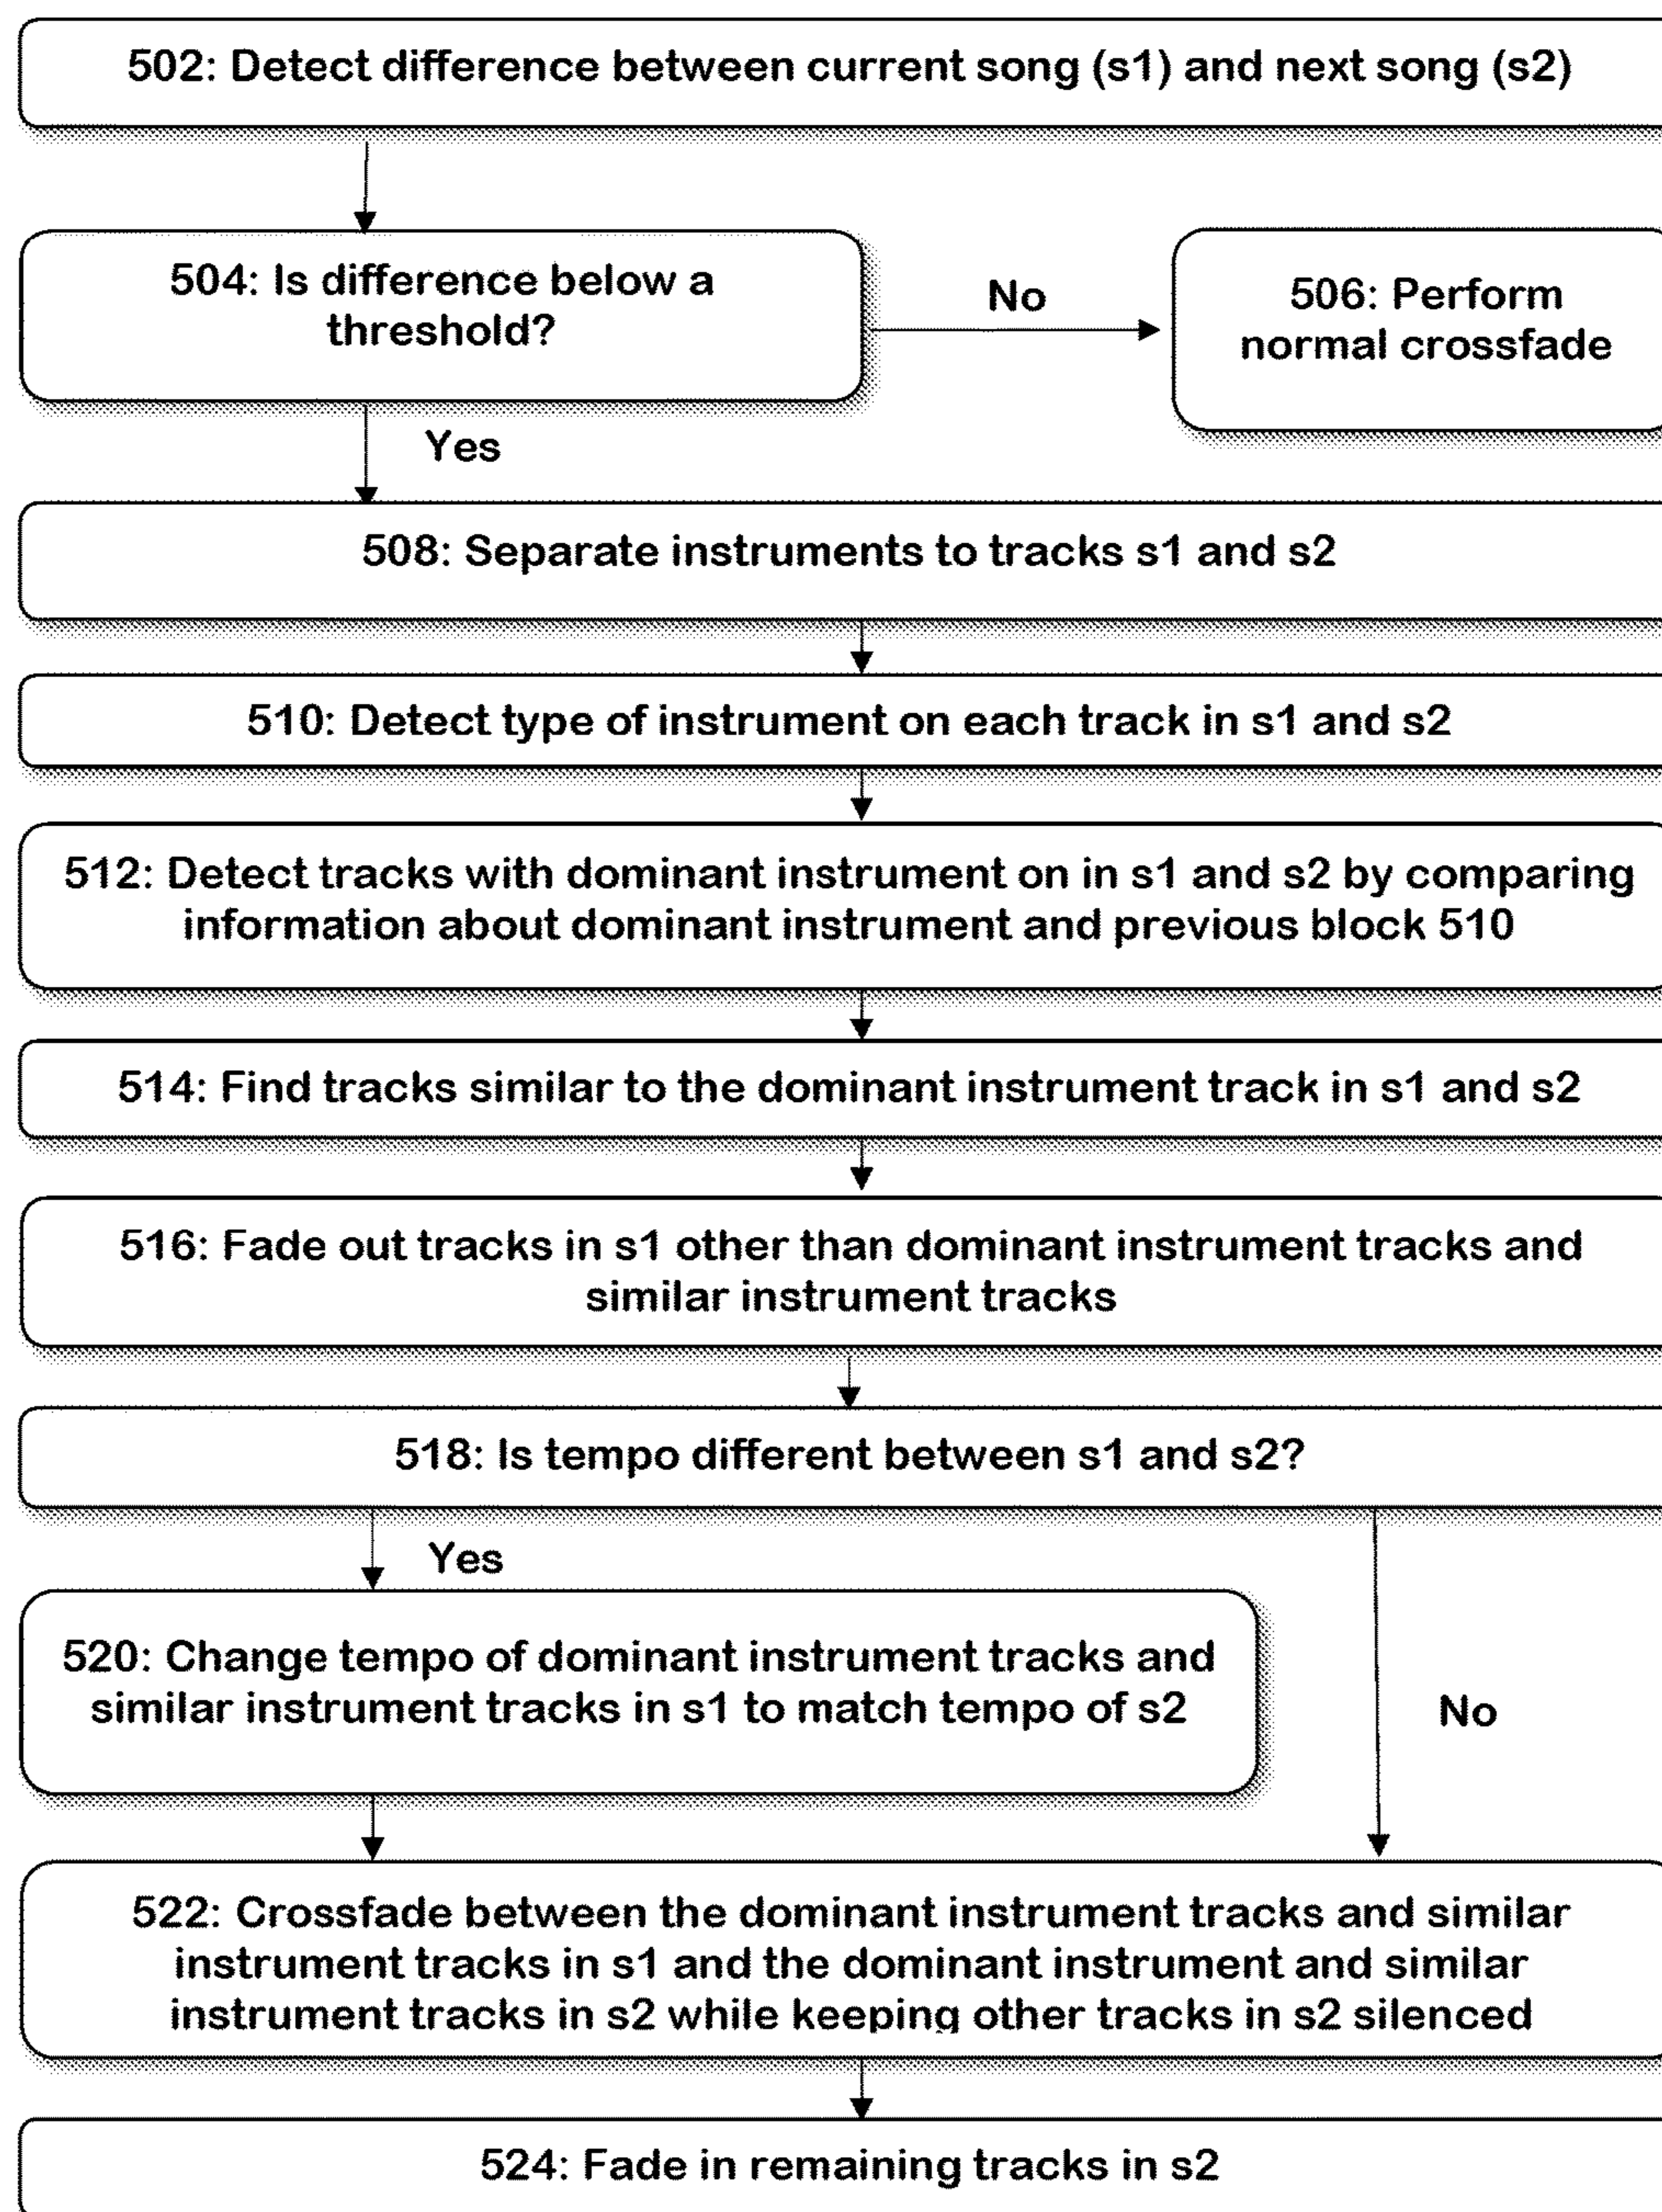 502: Detect difference between current song (s1) and next song (s2)
504: Is difference below a
threshold?
No
506: Perform
normal crossfade
Yes
508: Separate instruments to tracks s1 and s2
510: Detect type of instrument on each track in s1 and s2
512: Detect tracks with dominant instrument on in s1 and s2 by comparing
information about dominant instrument and previous block 510
514: Find tracks similar to the dominant instrument track in s1 and s2
516: Fade out tracks in s1 other than dominant instrument tracks and
similar instrument tracks
518: Is tempo different between s1 and s2?
Yes
520: Change tempo of dominant instrument tracks and
similar instrument tracks in s1 to match tempo of s2
No
522: Crossfade between the dominant instrument tracks and similar
instrument tracks in s1 and the dominant instrument and similar
instrument tracks in s2 while keeping other tracks in s2 silenced
524: Fade in remaining tracks in s2